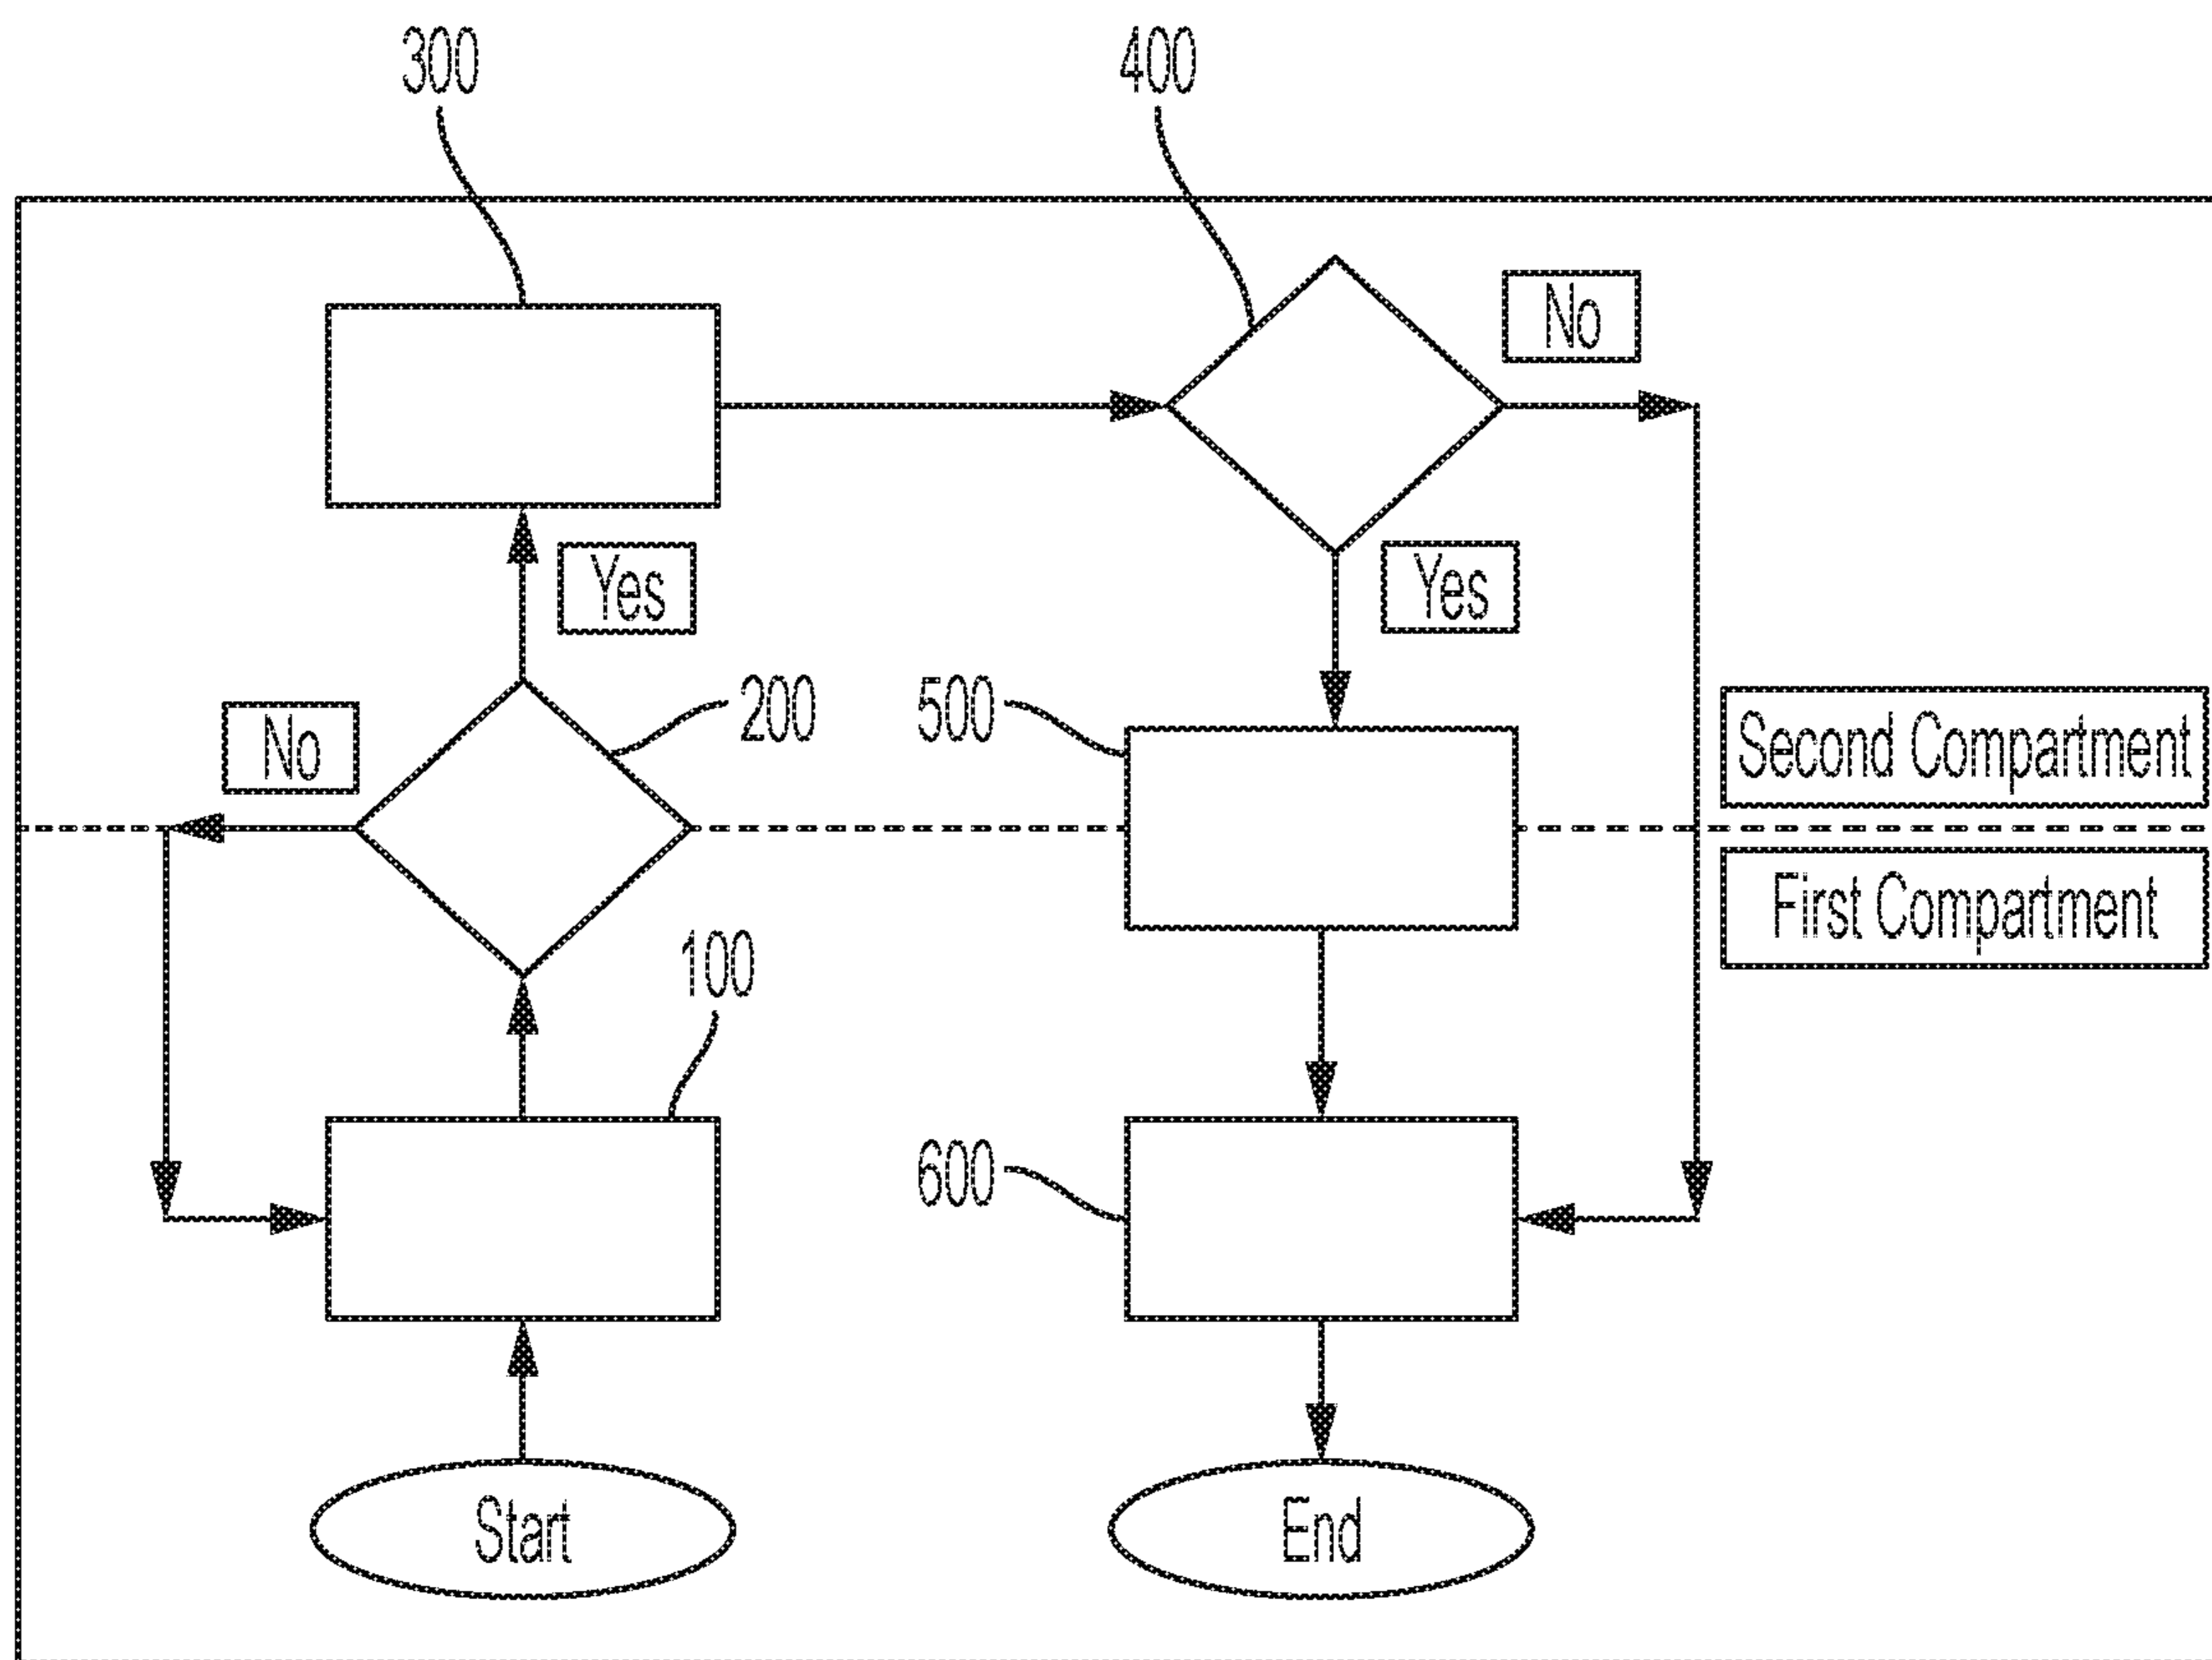 300
400
No
Yes
Yes
No
200
500
Second Compartment
First Compartment
100
600
Start
End